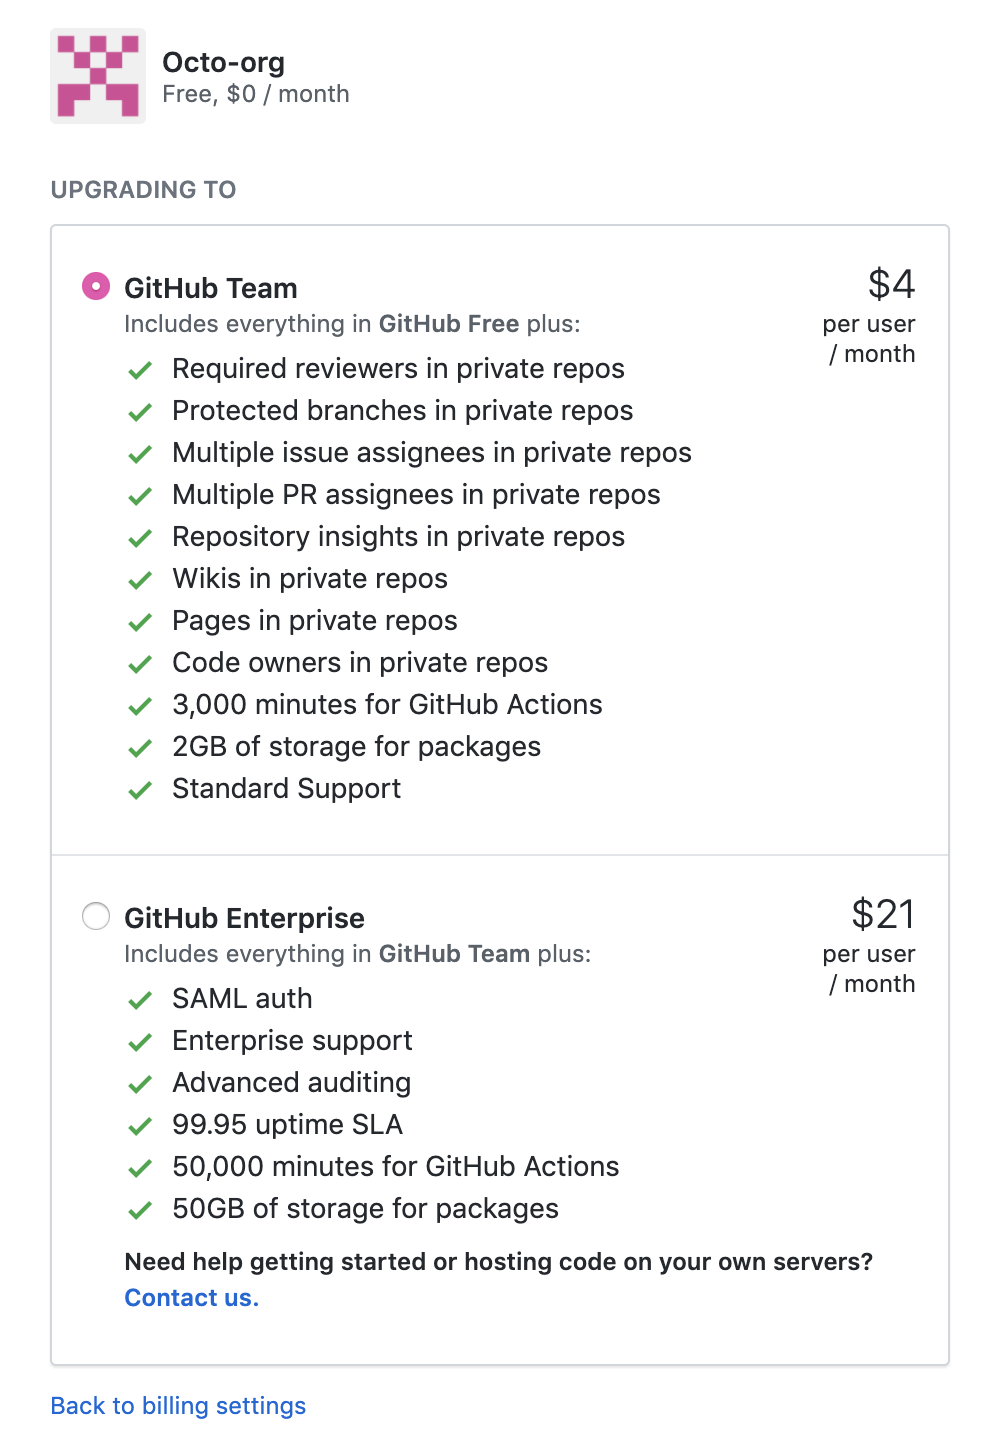 Octo-org
Free, $0 / month
UPGRADING TO
GitHub Team
$4
Includes everything in GitHub Free plus:
per user
/ month
Required reviewers in private repos
Protected branches in private repos
Multiple issue assignees in private repos
Multiple PR assignees in private repos
Repository insights in private repos
Wikis in private repos
Pages in private repos
Code owners in private repos
3,000 minutes for GitHub Actions
2GB of storage for packages
Standard Support
GitHub Enterprise
$21
Includes everything in GitHub Team plus:
per user
/ month
SAML auth
Enterprise support
Advanced auditing
99.95 uptime SLA
50,000 minutes for GitHub Actions
50GB of storage for packages
Need help getting started or hosting code on your own servers?
Contact us.
Back to billing settings